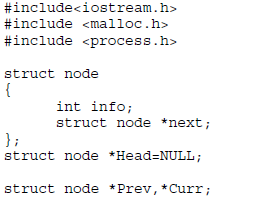 #include<iostream.h>
#include <malloc.h>
#include <process.h>
struct node
{
int info;
struct node *next;
};
struct node *Head=NULL;
struct node *Prev,*Curr;